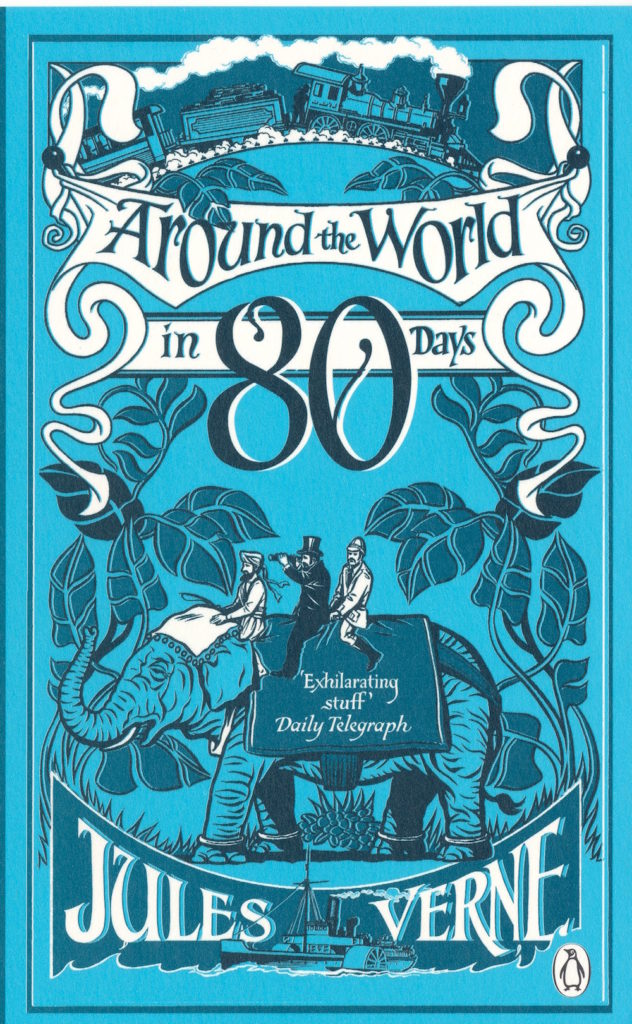 Around the World
in 80 Days
'Exhilarating
stuff'
Daily Telegraph
JULES VERNE